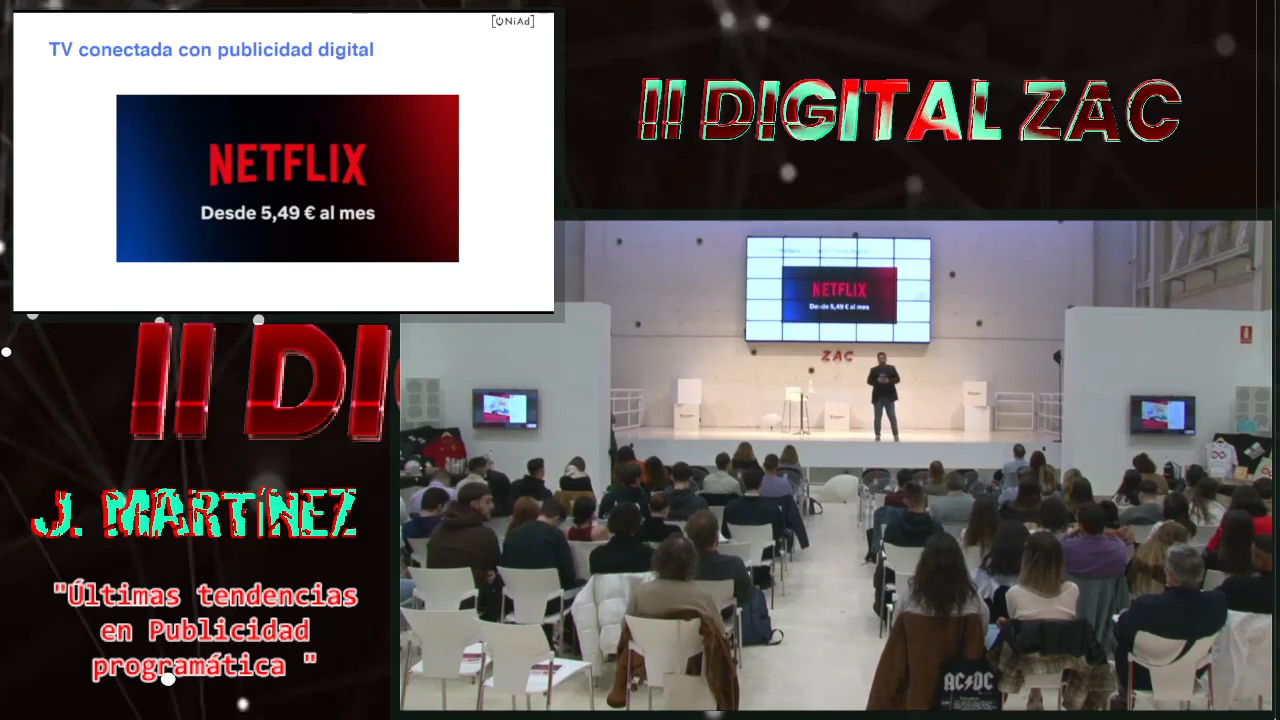 [ONiAd]
TV conectada con publicidad digital
NETFLIX
Desde 5,49 € al mes
II DIGITAL ZAC
NETFLIX
Desde 5,49 € al mes
ZAC
II DI
J. MARTÍNEZ
"Últimas tendencias
en Publicidad
programática "
AC DC